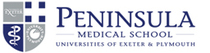 PENINSULA
MEDICAL SCHOOL
UNIVERSITIES OF EXETER & PLYMOUTH